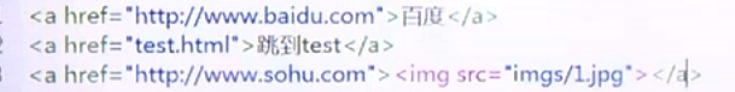 <a href="http://www.baidu.com">百度</a>
<a href="test.html">跳到test</a>
<a href="http://www.sohu.com"><img src="imgs/1.jpg"></a>